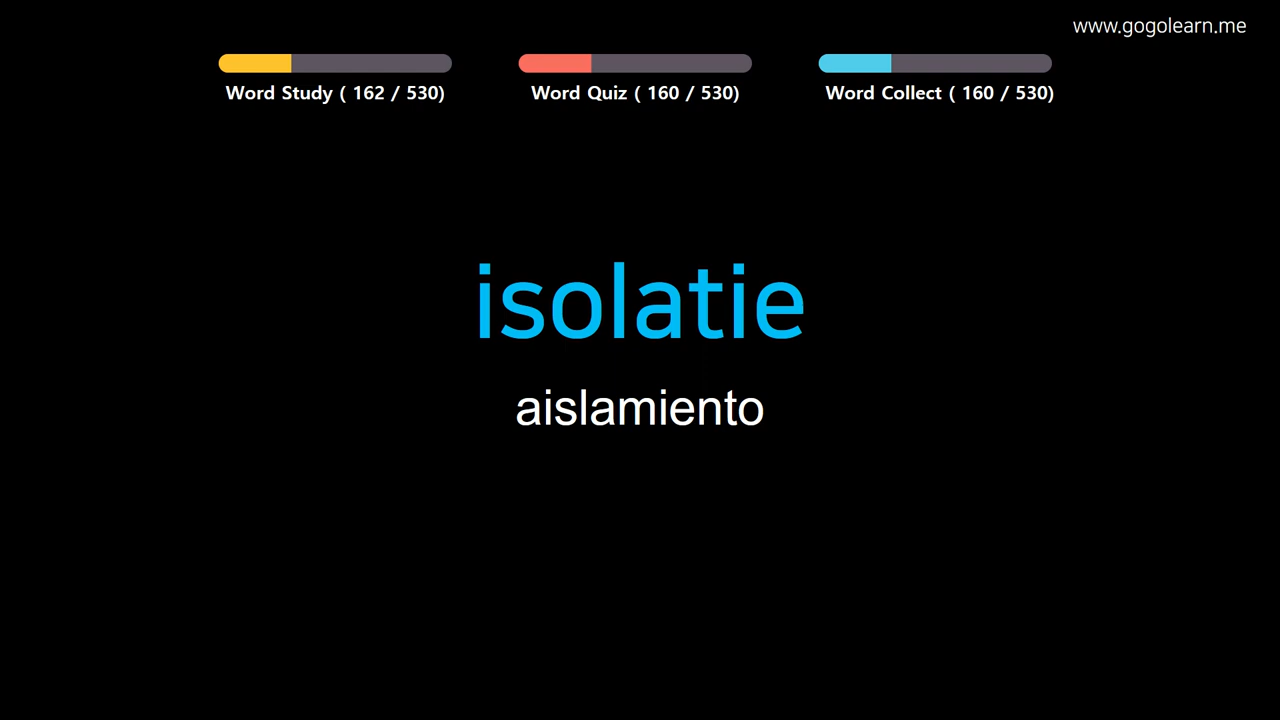 www.gogolearn.me
Word Study ( 162 / 530)
Word Quiz ( 160 / 530)
Word Collect ( 160 / 530)
isolatie
aislamiento